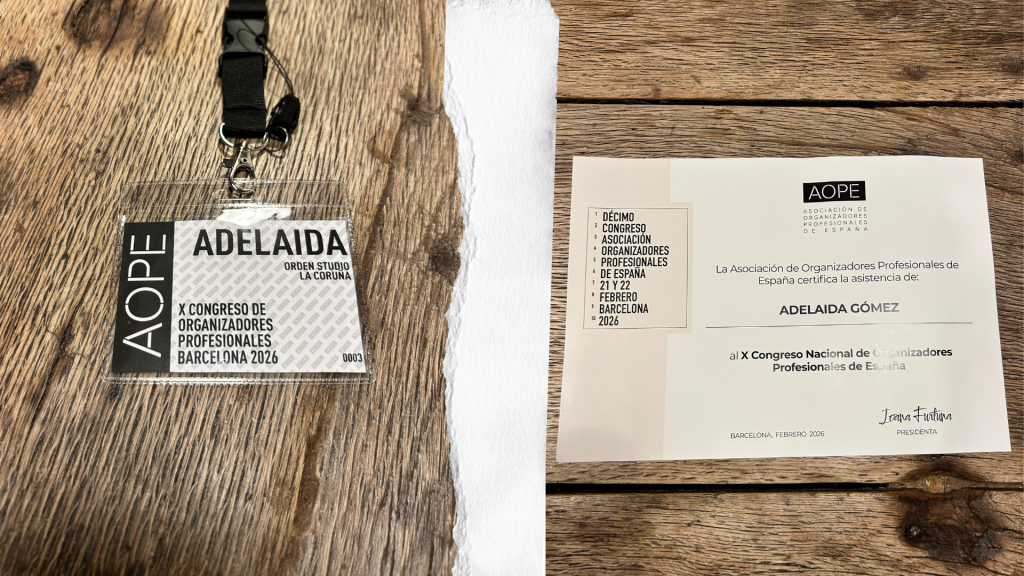 AOPE
ADELAIDA
ORDEN STUDIO
LA CORUÑA
X CONGRESO DE
ORGANIZADORES
PROFESIONALES
BARCELONA 2026
0003
1 DÉCIMO
2 CONGRESO
3 ASOCIACIÓN
4 ORGANIZADORES
5 PROFESIONALES
6 DE ESPAÑA
7 21 Y 22
8 FEBRERO
9 BARCELONA
10 2026
AOPE
ASOCIACIÓN DE
ORGANIZADORES
PROFESIONALES
DE ESPAÑA
La Asociación de Organizadores Profesionales de
España certifica la asistencia de:
ADELAIDA GÓMEZ
al X Congreso Nacional de Organizadores
Profesionales de España
BARCELONA, FEBRERO 2026
PRESIDENTA